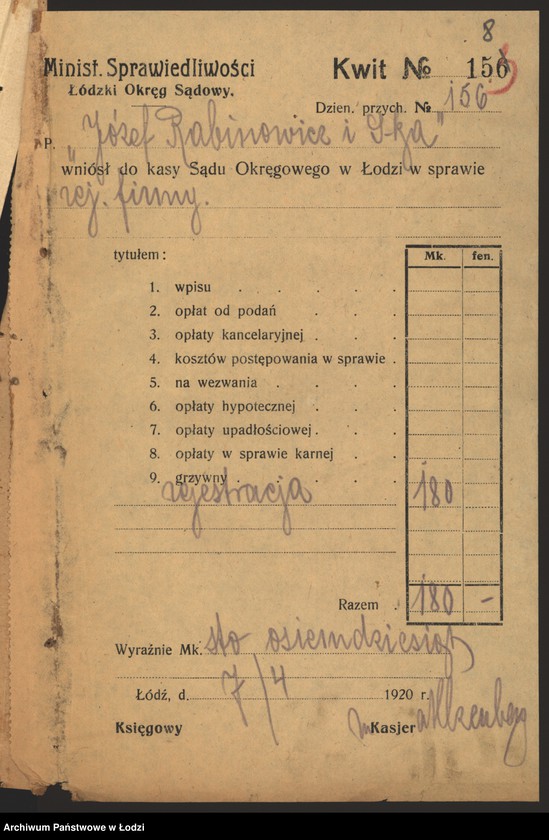 8
Minist. Sprawiedliwości
Kwit № 156
Łódzki Okręg Sądowy.
Dzien. przych. № 156
P. „Józef Rabinowicz i S-ka"
wniósł do kasy Sądu Okręgowego w Łodzi w sprawie
rej. firmy.
tytułem: Mk. fen.
1. wpisu
2. opłat od podań
3. opłaty kancelaryjnej
4. kosztów postępowania w sprawie
5. na wezwania
6. opłaty hypotecznej
7. opłaty upadłościowej
8. opłaty w sprawie karnej
9. grzywny
rejestracja 180
Razem 180 —
Wyraźnie Mk. sto osiemdziesiąt
Łódź, d. 7/4 1920 r.
Księgowy Kasjer
Archiwum Państwowe w Łodzi